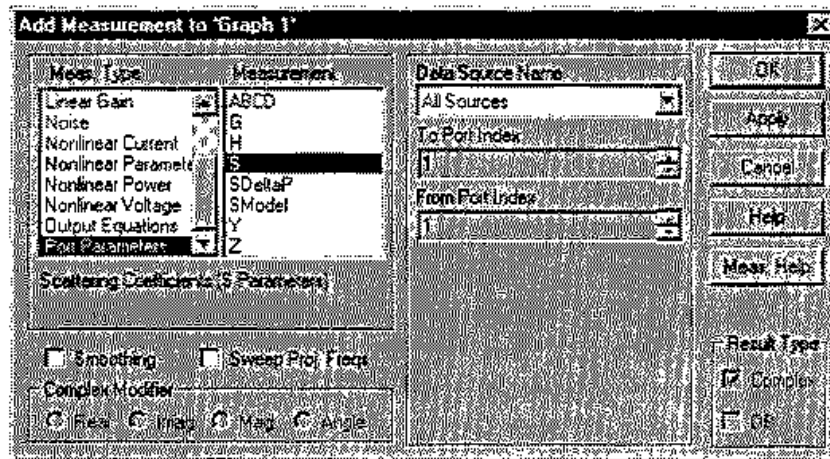 Add Measurement to 'Graph 1'
Meas. Type
Linear Gain
Noise
Nonlinear Current
Nonlinear Paramete
Nonlinear Power
Nonlinear Voltage
Output Equations
Port Parameters
Measurement
ABCD
G
H
S
SDeltaP
SModel
Y
Z
Scattering Coefficients (S Parameters)
Smoothing
Sweep Proj. Freqs
Complex Modifier
Real
Imag
Mag
Angle
Data Source Name
All Sources
To Port Index
1
From Port Index
1
OK
Apply
Cancel
Help
Meas. Help
Result Type
Complex